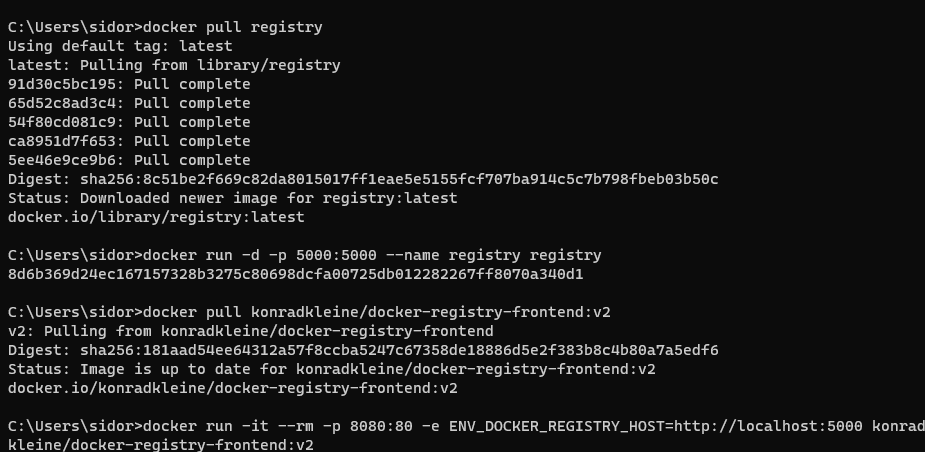 C:\Users\sidor>docker pull registry
Using default tag: latest
latest: Pulling from library/registry
91d30c5bc195: Pull complete
65d52c8ad3c4: Pull complete
54f80cd081c9: Pull complete
ca8951d7f653: Pull complete
5ee46e9ce9b6: Pull complete
Digest: sha256:8c51be2f669c82da8015017ff1eae5e5155fcf707ba914c5c7b798fbeb03b50c
Status: Downloaded newer image for registry:latest
docker.io/library/registry:latest
C:\Users\sidor>docker run -d -p 5000:5000 --name registry registry
8d6b369d24ec167157328b3275c80698dcfa00725db012282267ff8070a340d1
C:\Users\sidor>docker pull konradkleine/docker-registry-frontend:v2
v2: Pulling from konradkleine/docker-registry-frontend
Digest: sha256:181aad54ee64312a57f8ccba5247c67358de18886d5e2f383b8c4b80a7a5edf6
Status: Image is up to date for konradkleine/docker-registry-frontend:v2
docker.io/konradkleine/docker-registry-frontend:v2
C:\Users\sidor>docker run -it --rm -p 8080:80 -e ENV_DOCKER_REGISTRY_HOST=http://localhost:5000 konrad
kleine/docker-registry-frontend:v2